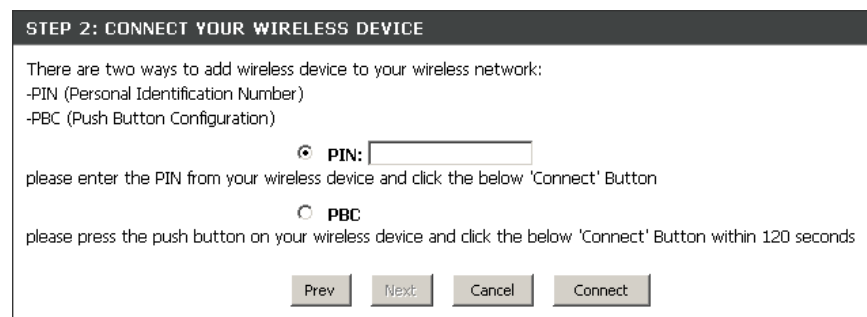 STEP 2: CONNECT YOUR WIRELESS DEVICE
There are two ways to add wireless device to your wireless network:
-PIN (Personal Identification Number)
-PBC (Push Button Configuration)
PIN:
please enter the PIN from your wireless device and click the below 'Connect' Button
PBC
please press the push button on your wireless device and click the below 'Connect' Button within 120 seconds
Prev Next Cancel Connect